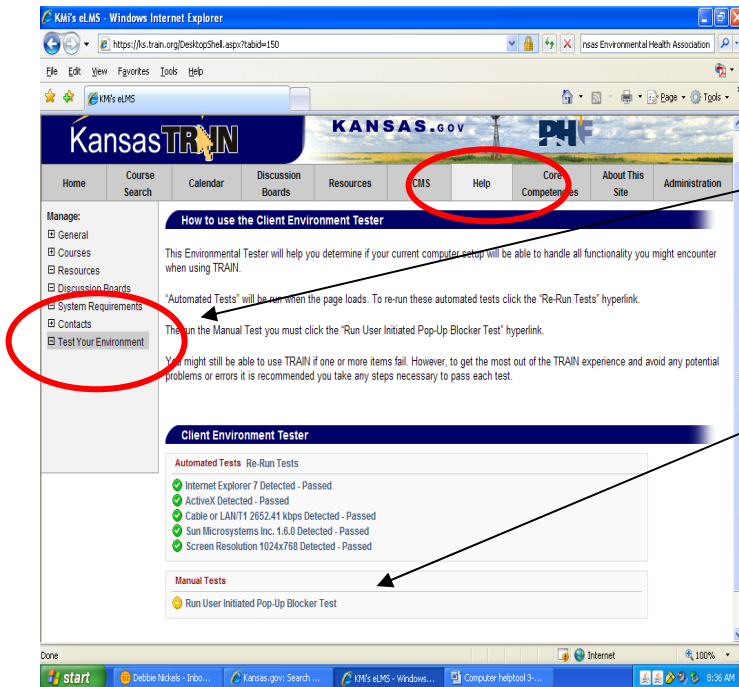 KMi's eLMS - Windows Internet Explorer
https://ks.train.org/DesktopShell.aspx?tabid=150
nsas Environmental Health Association
File Edit View Favorites Tools Help
KMi's eLMS
Page Tools
KansasTRAIN
KANSAS.GOV
PHF
Home Course Search Calendar Discussion Boards Resources CMS Help Core Competencies About This Site Administration
Manage:
General
Courses
Resources
Discussion Boards
System Requirements
Contacts
Test Your Environment
How to use the Client Environment Tester
This Environmental Tester will help you determine if your current computer setup will be able to handle all functionality you might encounter
when using TRAIN.
“Automated Tests” will be run when the page loads. To re-run these automated tests click the “Re-Run Tests” hyperlink.
The run the Manual Test you must click the “Run User Initiated Pop-Up Blocker Test” hyperlink.
You might still be able to use TRAIN if one or more items fail. However, to get the most out of the TRAIN experience and avoid any potential
problems or errors it is recommended you take any steps necessary to pass each test.
Client Environment Tester
Automated Tests Re-Run Tests
Internet Explorer 7 Detected - Passed
ActiveX Detected - Passed
Cable or LAN/T1 2652.41 kbps Detected - Passed
Sun Microsystems Inc. 1.6.0 Detected - Passed
Screen Resolution 1024x768 Detected - Passed
Manual Tests
Run User Initiated Pop-Up Blocker Test
Done Internet 100%
start Debbie Nickels - Inbo... Kansas.gov: Search ... KMi's eLMS - Windows... Computer helptool 3-... 8:36 AM